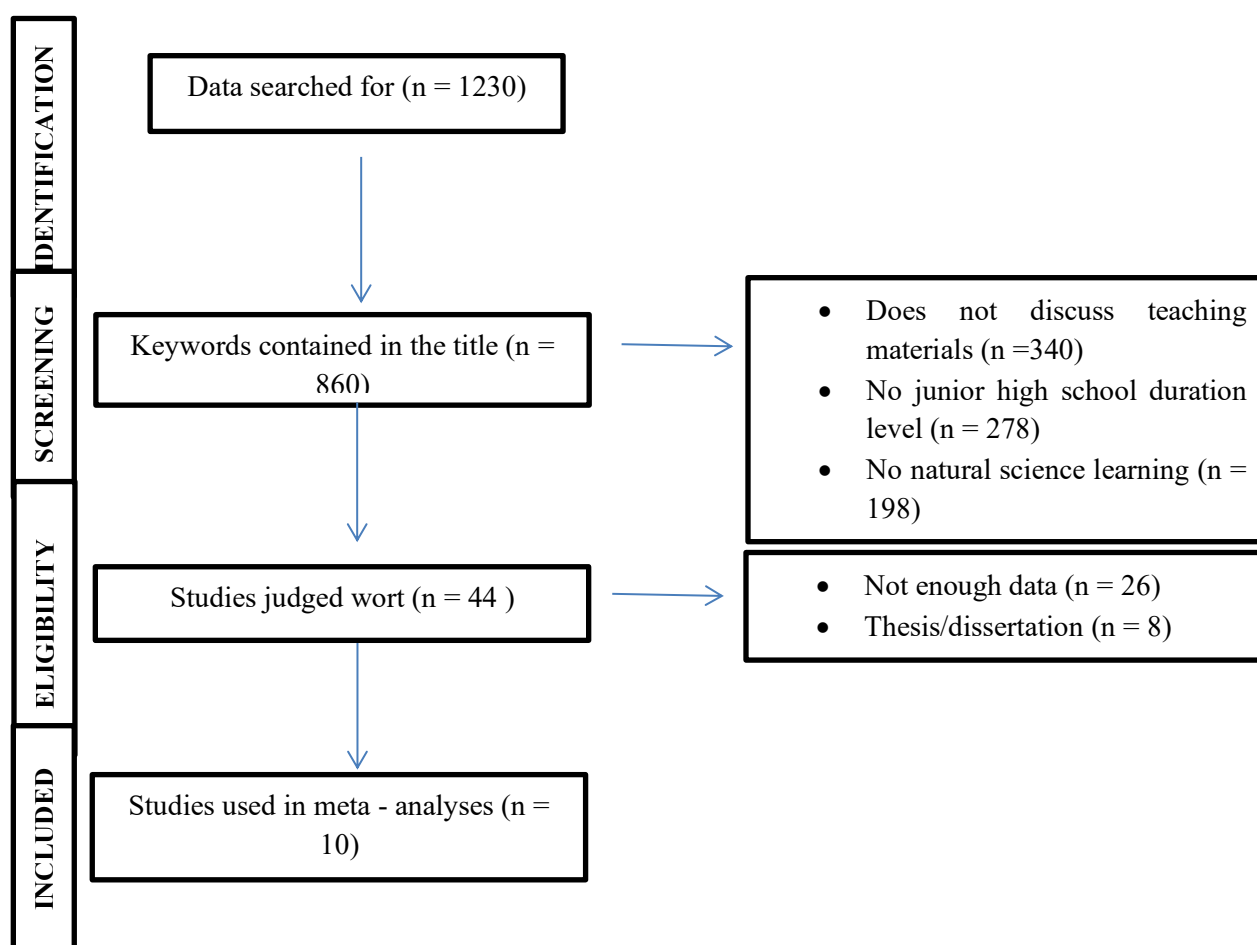 IDENTIFICATION
Data searched for (n = 1230)
SCREENING
Keywords contained in the title (n =
860)
• Does not discuss teaching
materials (n =340)
• No junior high school duration
level (n = 278)
• No natural science learning (n =
198)
ELIGIBILITY
Studies judged wort (n = 44 )
• Not enough data (n = 26)
• Thesis/dissertation (n = 8)
INCLUDED
Studies used in meta - analyses (n =
10)